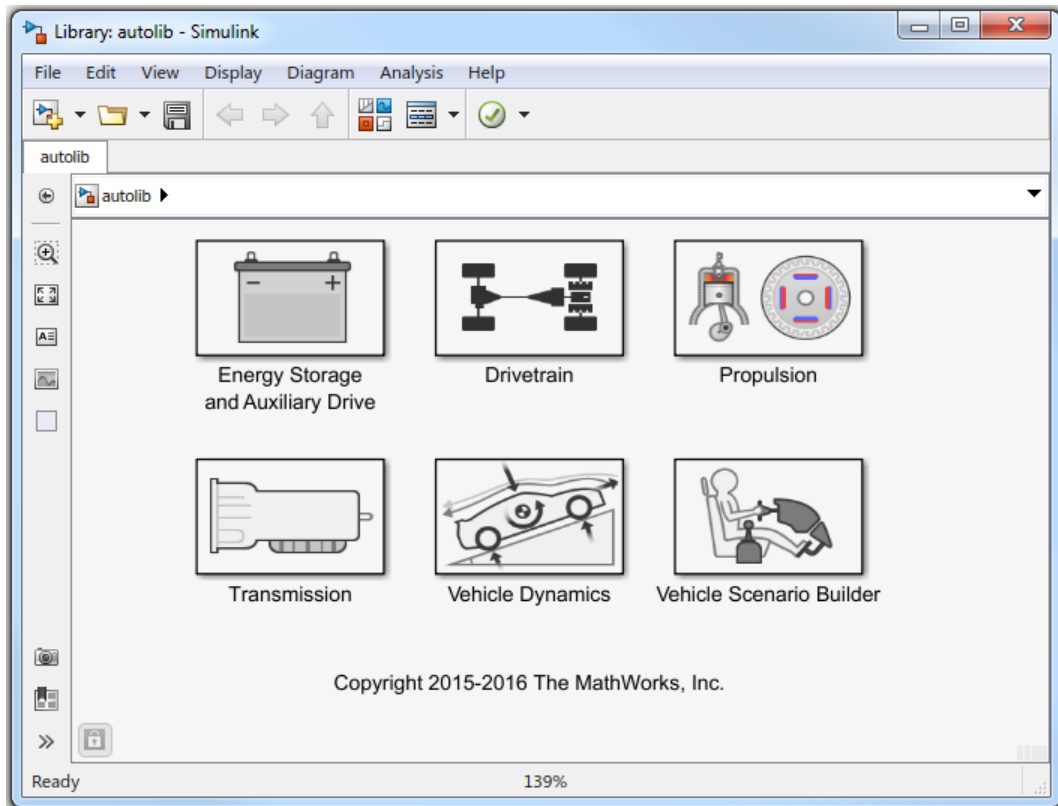 Library: autolib - Simulink
File Edit View Display Diagram Analysis Help
autolib
autolib
Energy Storage
and Auxiliary Drive
Drivetrain
Propulsion
Transmission
Vehicle Dynamics
Vehicle Scenario Builder
Copyright 2015-2016 The MathWorks, Inc.
Ready 139%